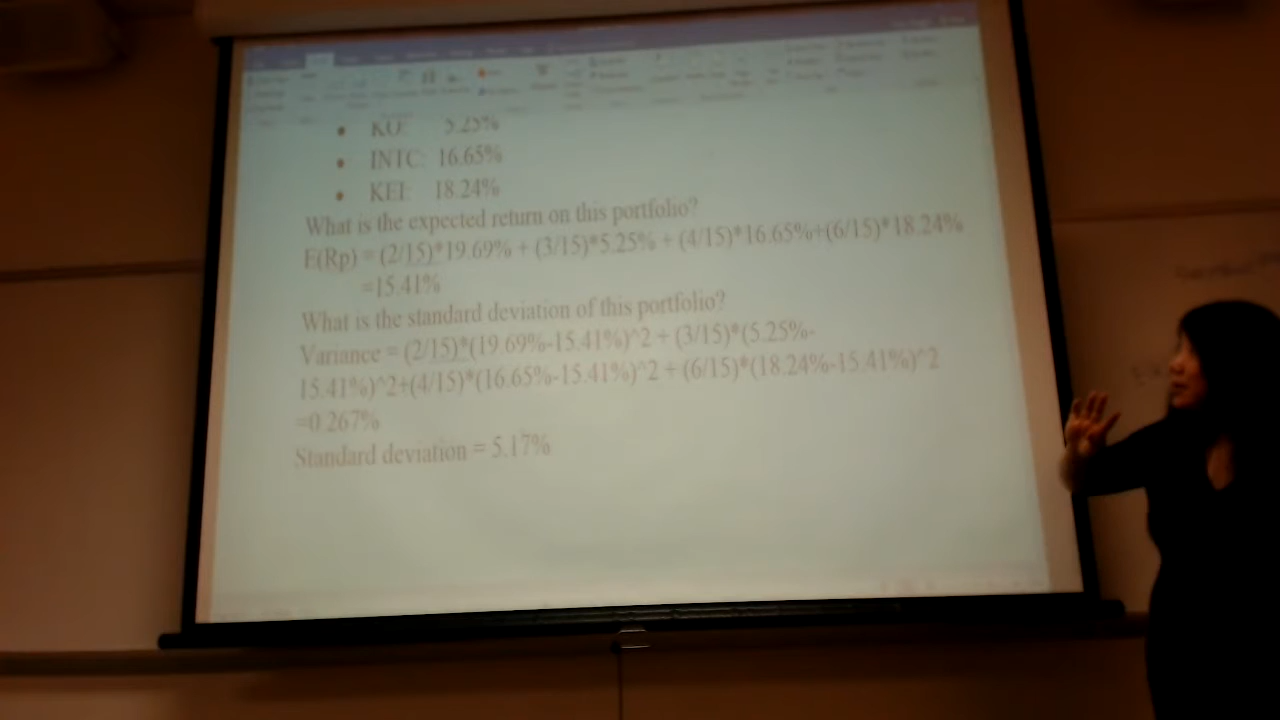 KO: 5.25%
INTC: 16.65%
KEI: 18.24%
What is the expected return on this portfolio?
E(Rp) = (2/15)*19.69% + (3/15)*5.25% + (4/15)*16.65%+(6/15)*18.24%
=15.41%
What is the standard deviation of this portfolio?
Variance = (2/15)*(19.69%-15.41%)^2 + (3/15)*(5.25%-
15.41%)^2+(4/15)*(16.65%-15.41%)^2 + (6/15)*(18.24%-15.41%)^2
=0.267%
Standard deviation = 5.17%